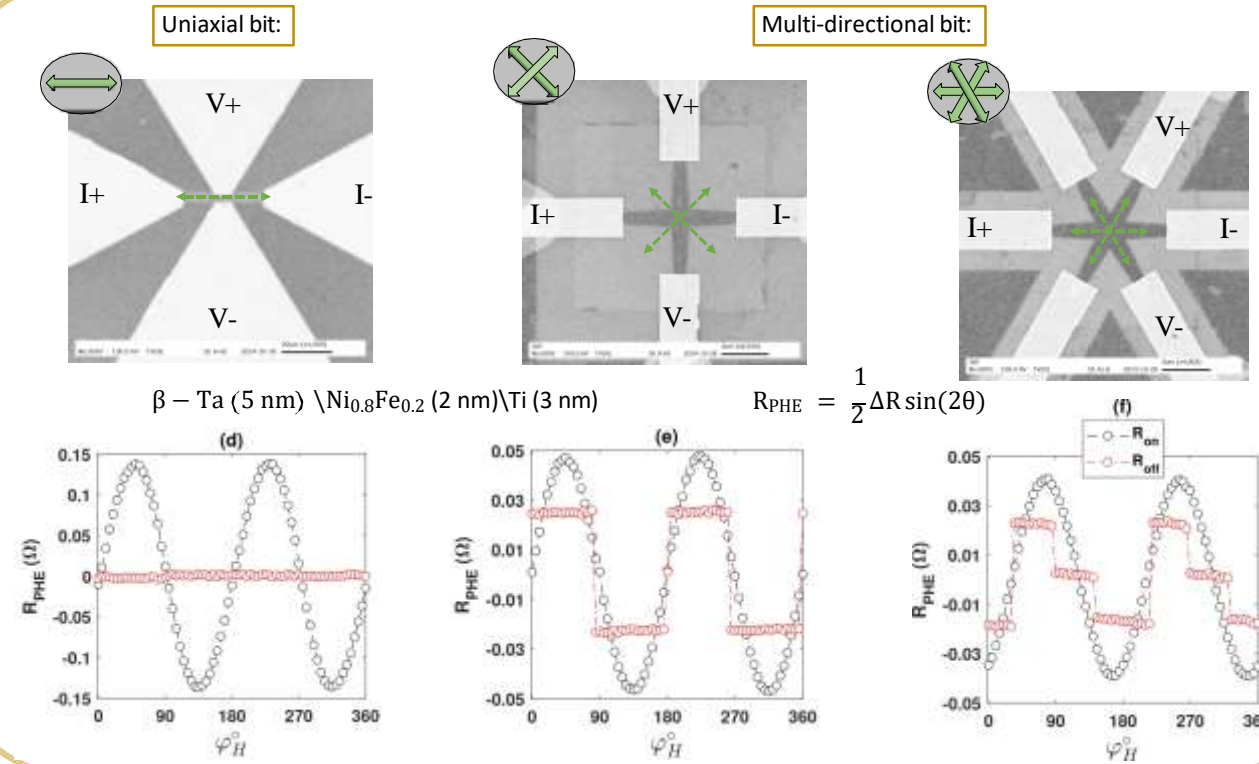 Uniaxial bit:
Multi-directional bit:
V+
I+
I-
V-
V+
I+
I-
V-
V+
I+
I-
V-
β − Ta (5 nm) \Ni0.8Fe0.2 (2 nm)\Ti (3 nm)
RPHE = 1/2 ΔR sin(2θ)
(d)
RPHE (Ω)
0.15
0.1
0.05
0
-0.05
-0.1
-0.15
0 90 180 270 360
φ°H
(e)
RPHE (Ω)
0.05
0.03
0.01
-0.01
-0.03
-0.05
0 90 180 270 360
φ°H
(f)
Ron
Roff
RPHE (Ω)
0.05
0.03
0.01
-0.01
-0.03
-0.05
0 90 180 270
φ°H